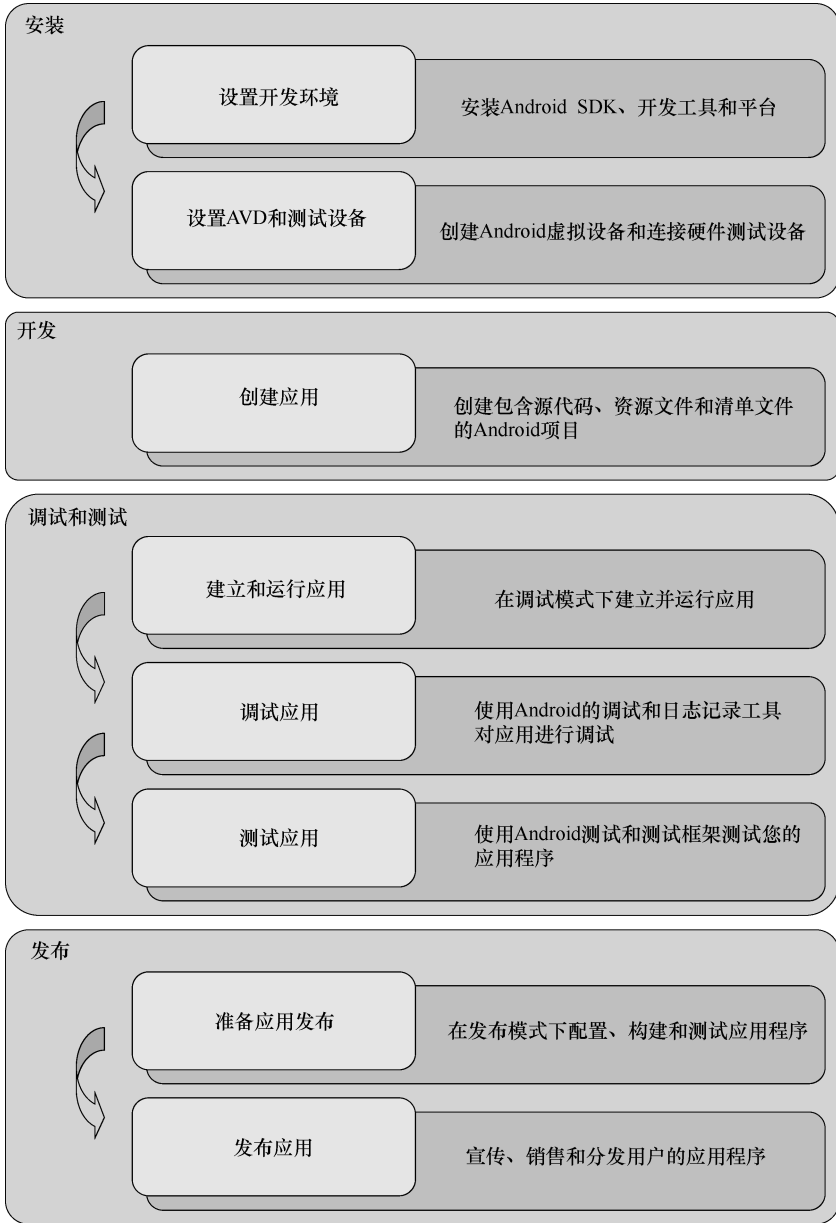 安装
设置开发环境
安装Android SDK、开发工具和平台
设置AVD和测试设备
创建Android虚拟设备和连接硬件测试设备
开发
创建应用
创建包含源代码、资源文件和清单文件
的Android项目
调试和测试
建立和运行应用
在调试模式下建立并运行应用
调试应用
使用Android的调试和日志记录工具
对应用进行调试
测试应用
使用Android测试和测试框架测试您的
应用程序
发布
准备应用发布
在发布模式下配置、构建和测试应用程序
发布应用
宣传、销售和分发用户的应用程序